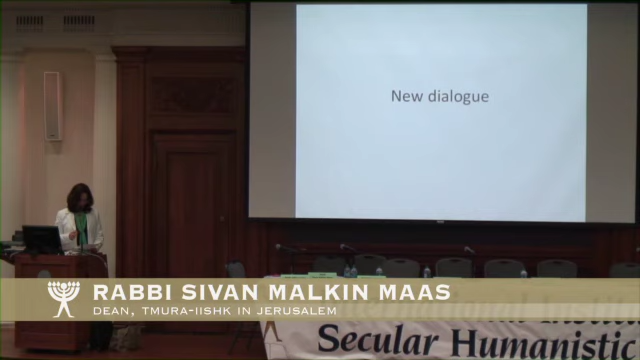 New dialogue
RABBI SIVAN MALKIN MAAS
DEAN, TMURA-IISHK IN JERUSALEM
Secular Humanistic